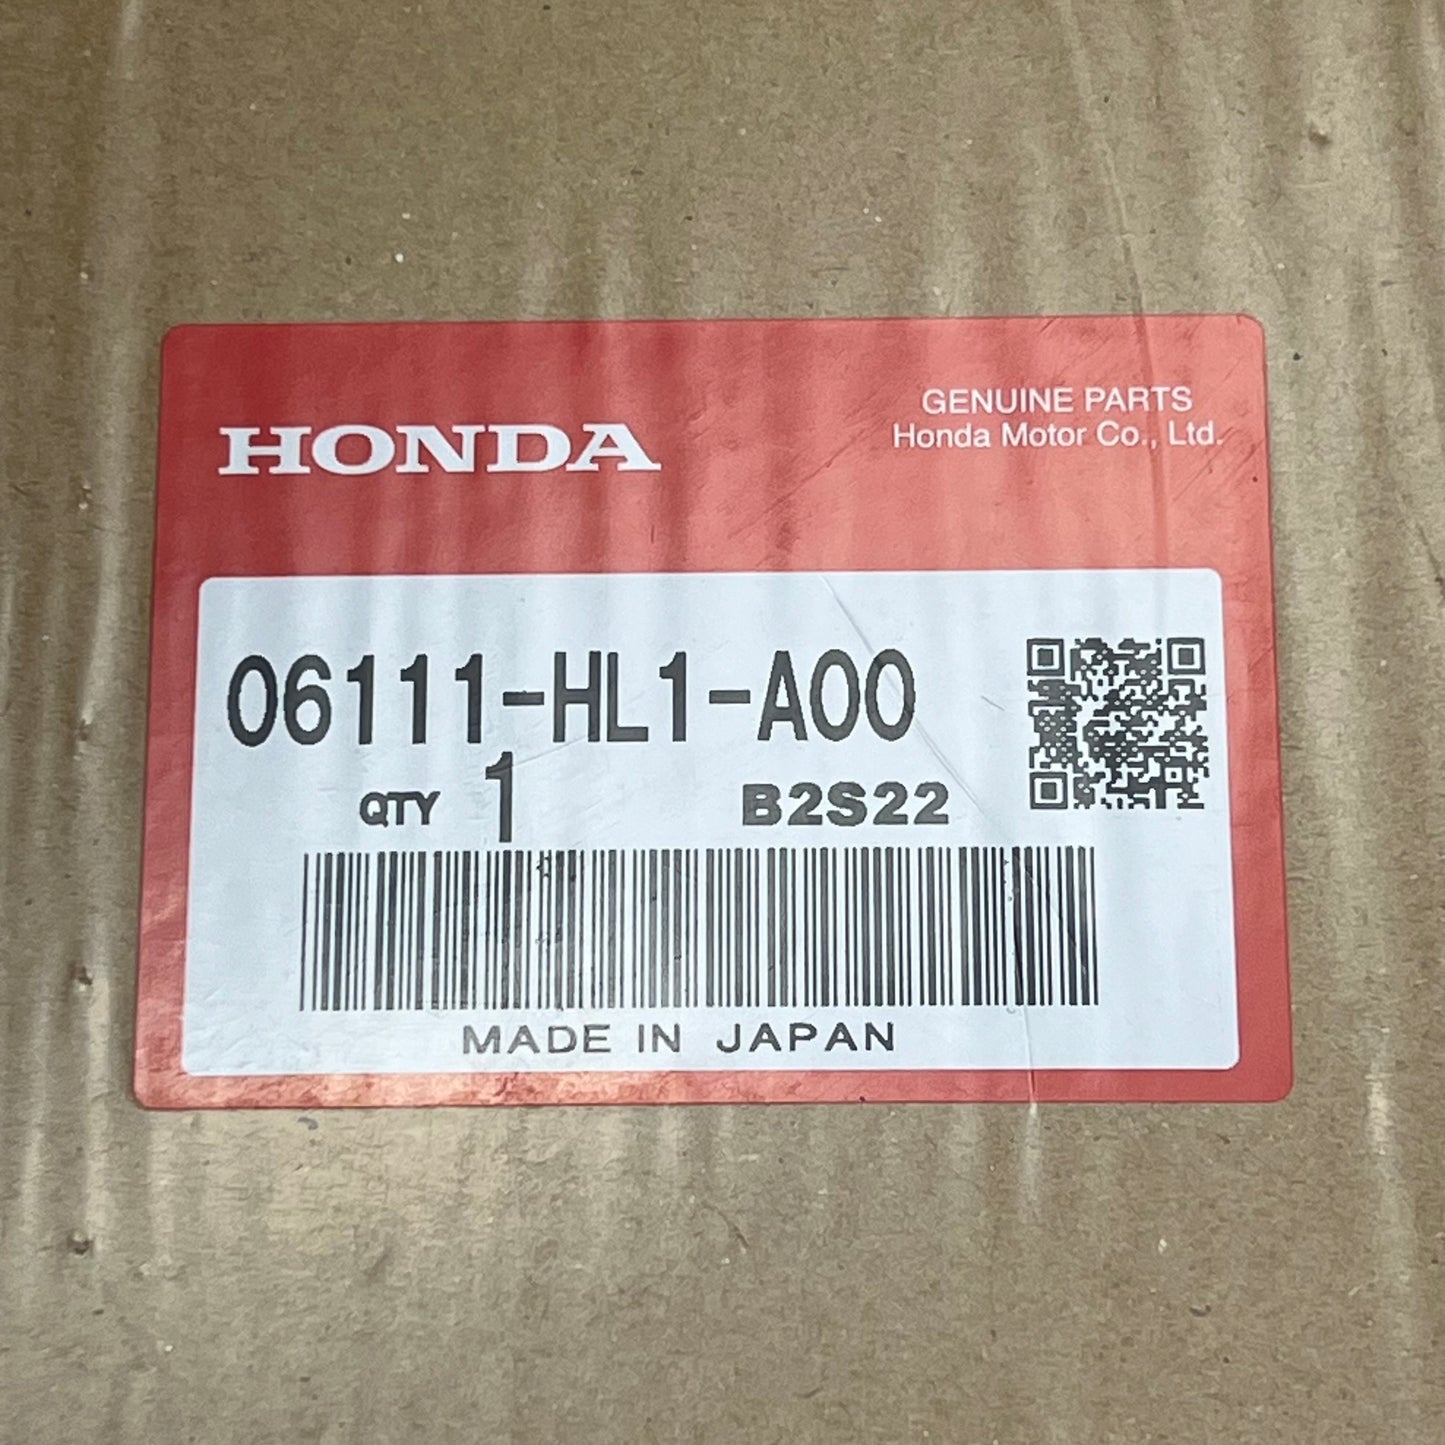 HONDA
GENUINE PARTS
Honda Motor Co., Ltd.
06111-HL1-A00
QTY 1 B2S22
MADE IN JAPAN